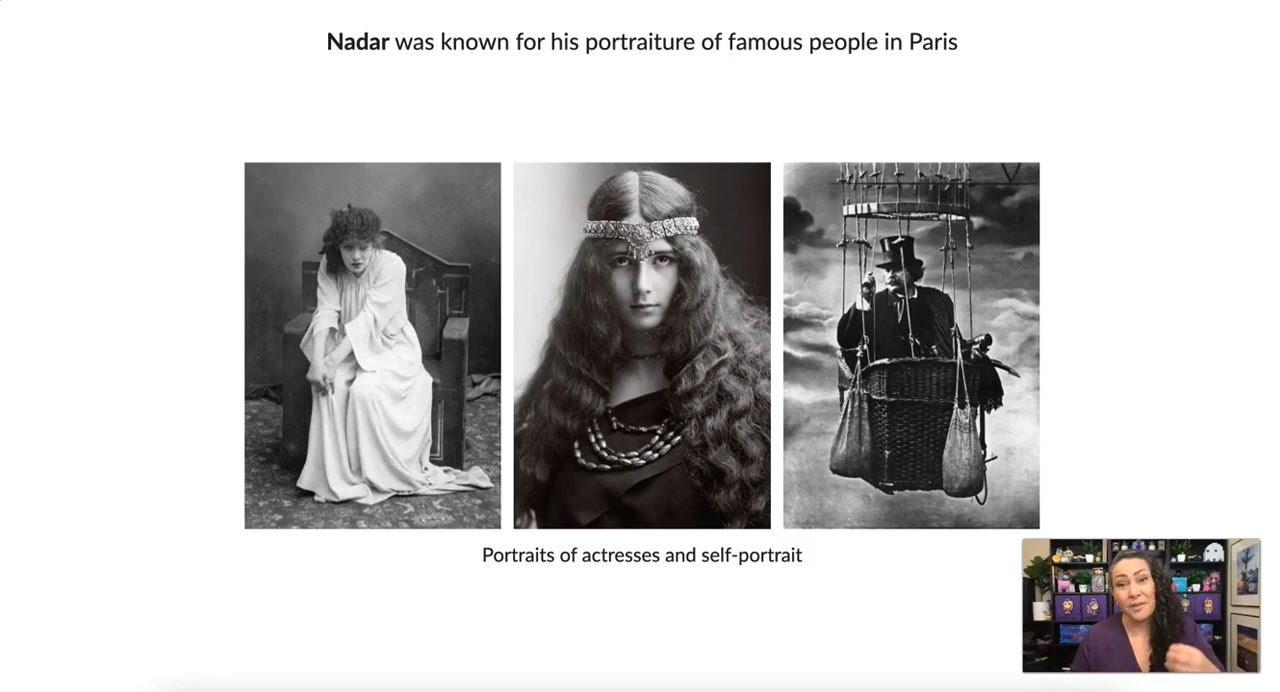 Nadar was known for his portraiture of famous people in Paris
Portraits of actresses and self-portrait